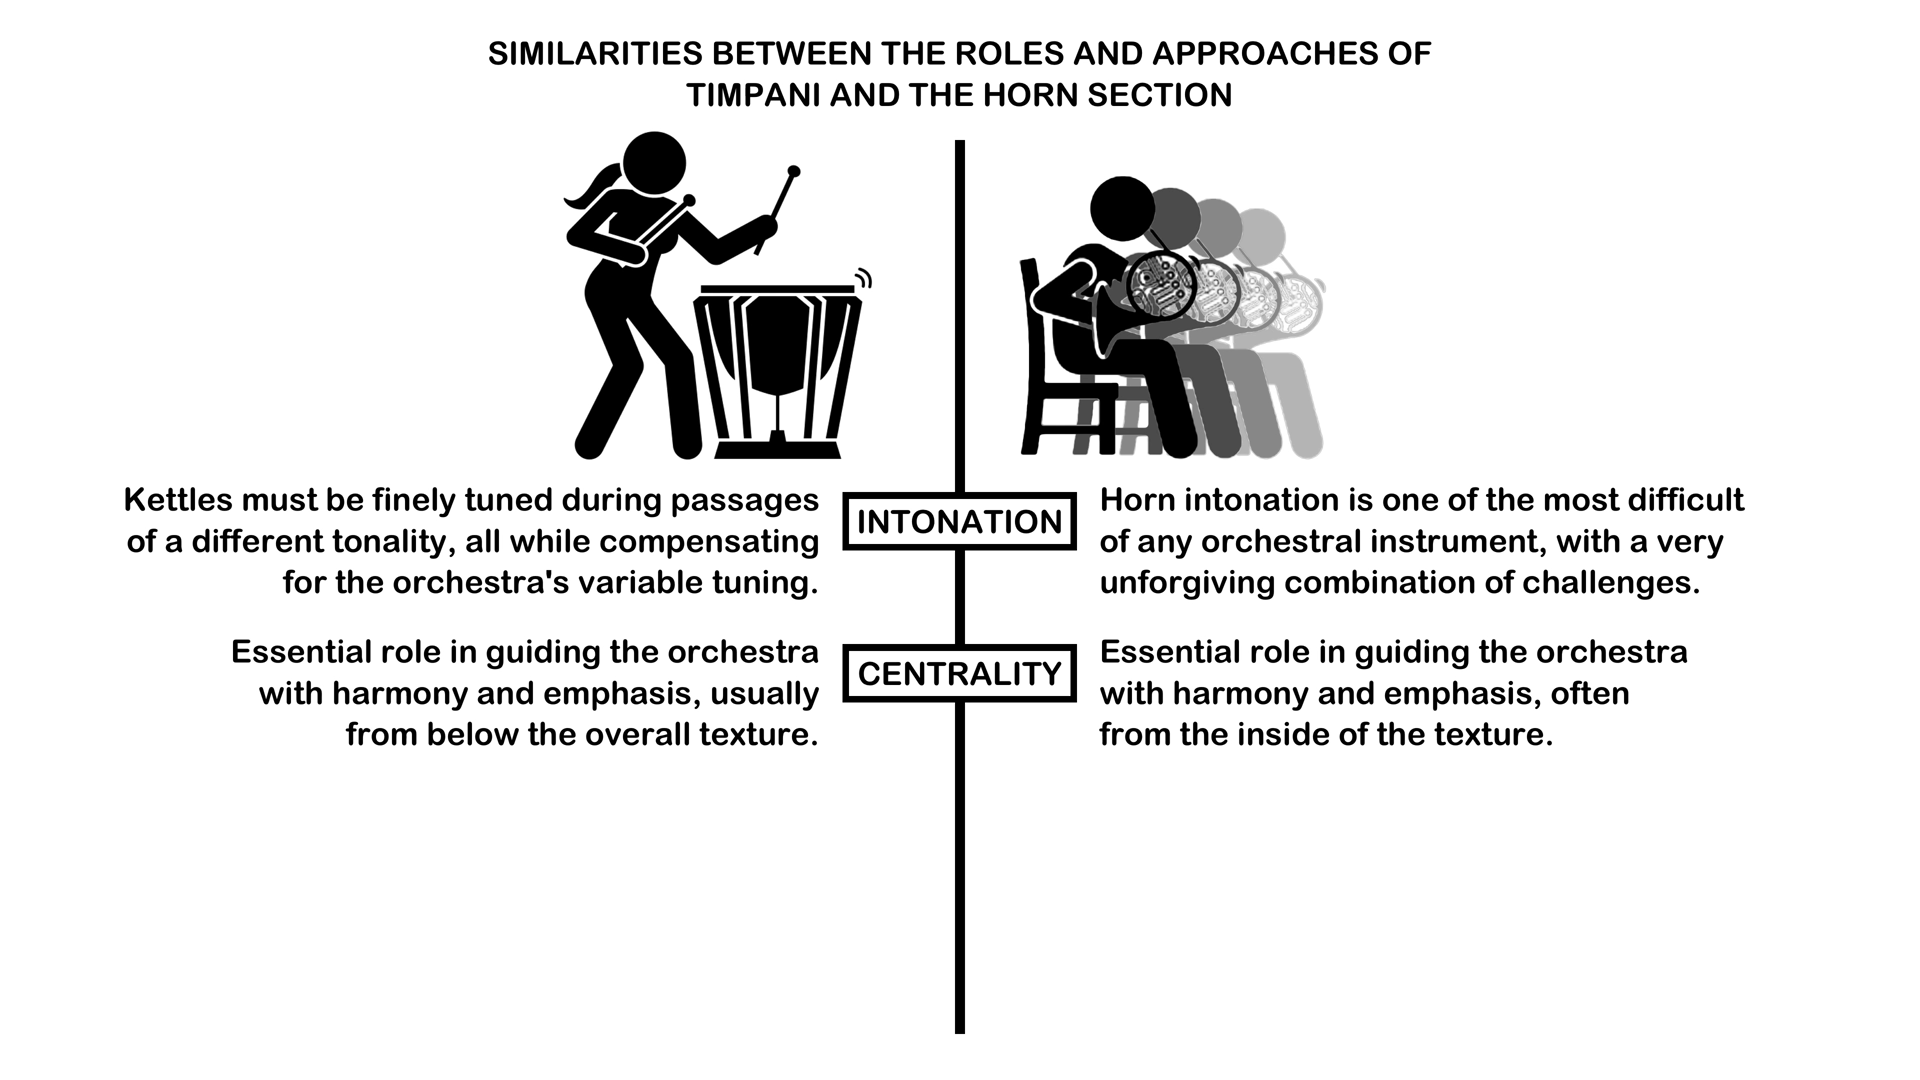 SIMILARITIES BETWEEN THE ROLES AND APPROACHES OF
TIMPANI AND THE HORN SECTION
Kettles must be finely tuned during passages
of a different tonality, all while compensating
for the orchestra's variable tuning.
INTONATION
Horn intonation is one of the most difficult
of any orchestral instrument, with a very
unforgiving combination of challenges.
Essential role in guiding the orchestra
with harmony and emphasis, usually
from below the overall texture.
CENTRALITY
Essential role in guiding the orchestra
with harmony and emphasis, often
from the inside of the texture.